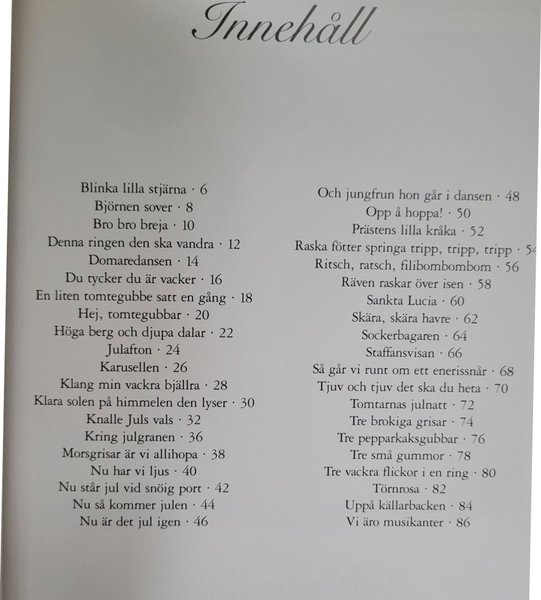 Innehåll
Blinka lilla stjärna · 6
Björnen sover · 8
Bro bro breja · 10
Denna ringen den ska vandra · 12
Domaredansen · 14
Du tycker du är vacker · 16
En liten tomtegubbe satt en gång · 18
Hej, tomtegubbar · 20
Höga berg och djupa dalar · 22
Julafton · 24
Karusellen · 26
Klang min vackra bjällra · 28
Klara solen på himmelen den lyser · 30
Knalle Juls vals · 32
Kring julgranen · 36
Morsgrisar är vi allihopa · 38
Nu har vi ljus · 40
Nu står jul vid snöig port · 42
Nu så kommer julen · 44
Nu är det jul igen · 46
Och jungfrun hon går i dansen · 48
Opp å hoppa! · 50
Prästens lilla kråka · 52
Raska fötter springa tripp, tripp, tripp · 54
Ritsch, ratsch, filibombombom · 56
Räven raskar över isen · 58
Sankta Lucia · 60
Skära, skära havre · 62
Sockerbagaren · 64
Staffansvisan · 66
Så går vi runt om ett enerissnår · 68
Tjuv och tjuv det ska du heta · 70
Tomtarnas julnatt · 72
Tre brokiga grisar · 74
Tre pepparkaksgubbar · 76
Tre små gummor · 78
Tre vackra flickor i en ring · 80
Törnrosa · 82
Uppå källarbacken · 84
Vi äro musikanter · 86